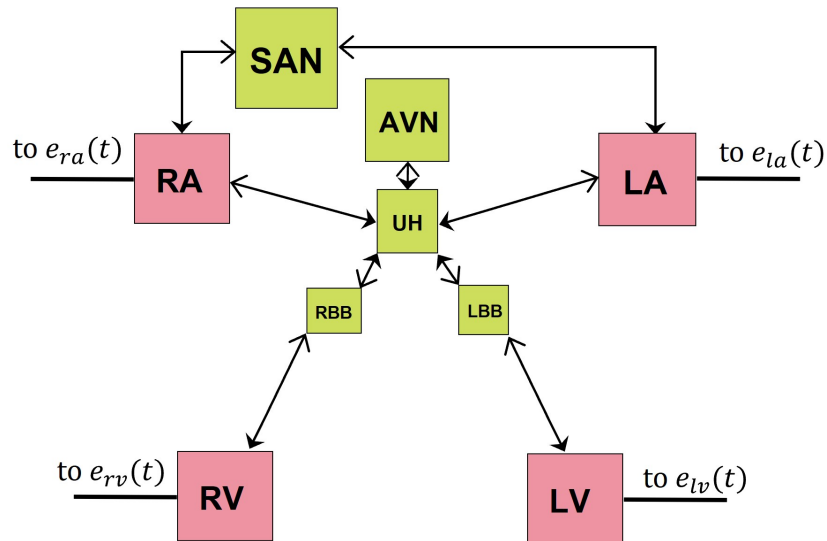 SAN
AVN
to e_ra(t)
RA
to e_la(t)
LA
UH
RBB
LBB
to e_rv(t)
RV
to e_lv(t)
LV